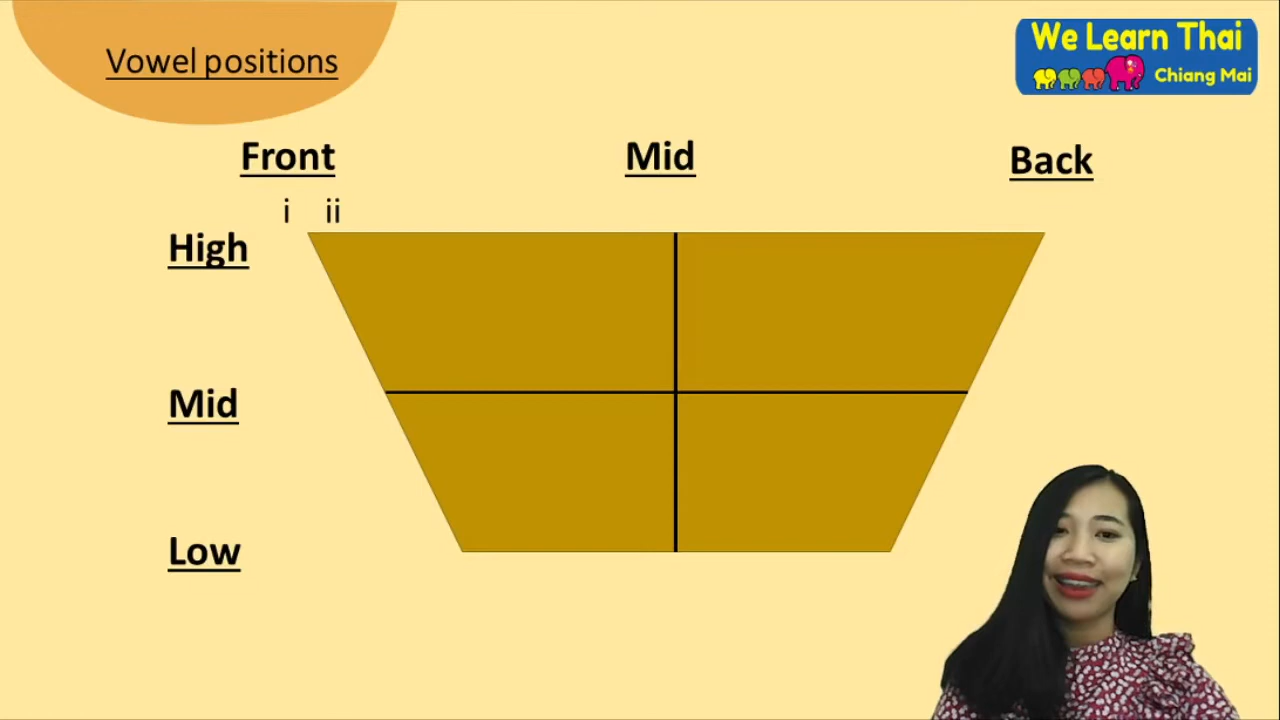 Vowel positions
We Learn Thai
Chiang Mai
Front Mid Back
i ii
High
Mid
Low